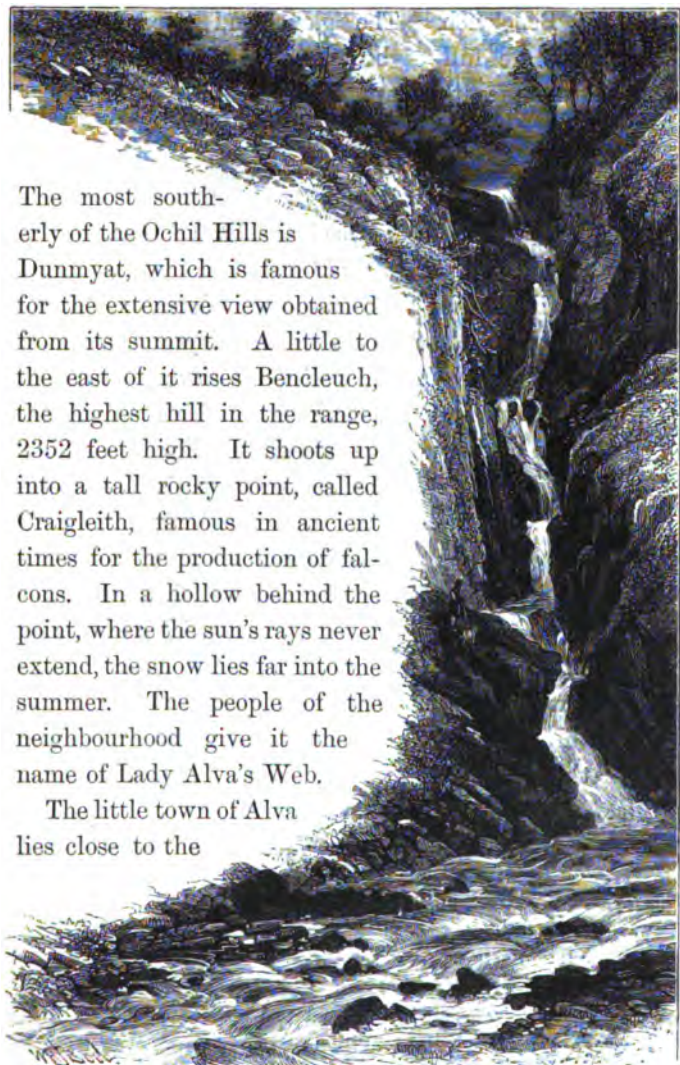 The most south-
erly of the Ochil Hills is
Dunmyat, which is famous
for the extensive view obtained
from its summit. A little to
the east of it rises Bencleuch,
the highest hill in the range,
2352 feet high. It shoots up
into a tall rocky point, called
Craigleith, famous in ancient
times for the production of fal-
cons. In a hollow behind the
point, where the sun's rays never
extend, the snow lies far into the
summer. The people of the
neighbourhood give it the
name of Lady Alva's Web.
The little town of Alva
lies close to the